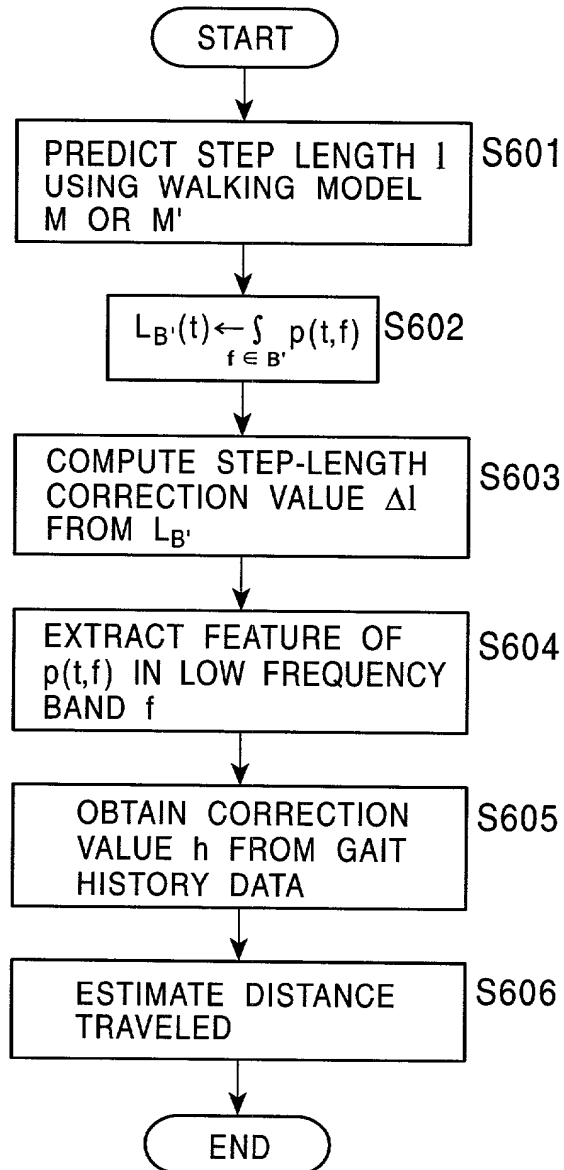 START
PREDICT STEP LENGTH l
USING WALKING MODEL
M OR M'
S601
L_B'(t) ← ∫ p(t,f)
f ∈ B'
S602
COMPUTE STEP-LENGTH
CORRECTION VALUE Δl
FROM L_B'
S603
EXTRACT FEATURE OF
p(t,f) IN LOW FREQUENCY
BAND f
S604
OBTAIN CORRECTION
VALUE h FROM GAIT
HISTORY DATA
S605
ESTIMATE DISTANCE
TRAVELED
S606
END